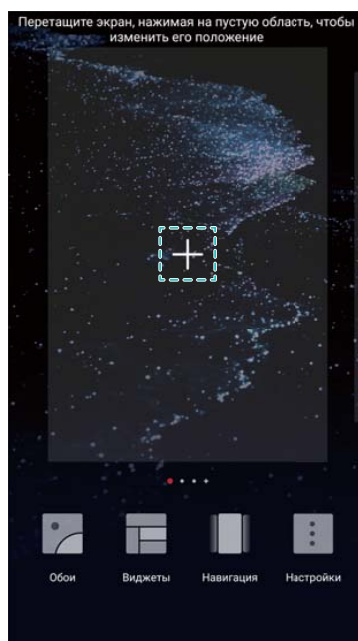 Перетащите экран, нажимая на пустую область, чтобы
изменить его положение
Обои Виджеты Навигация Настройки